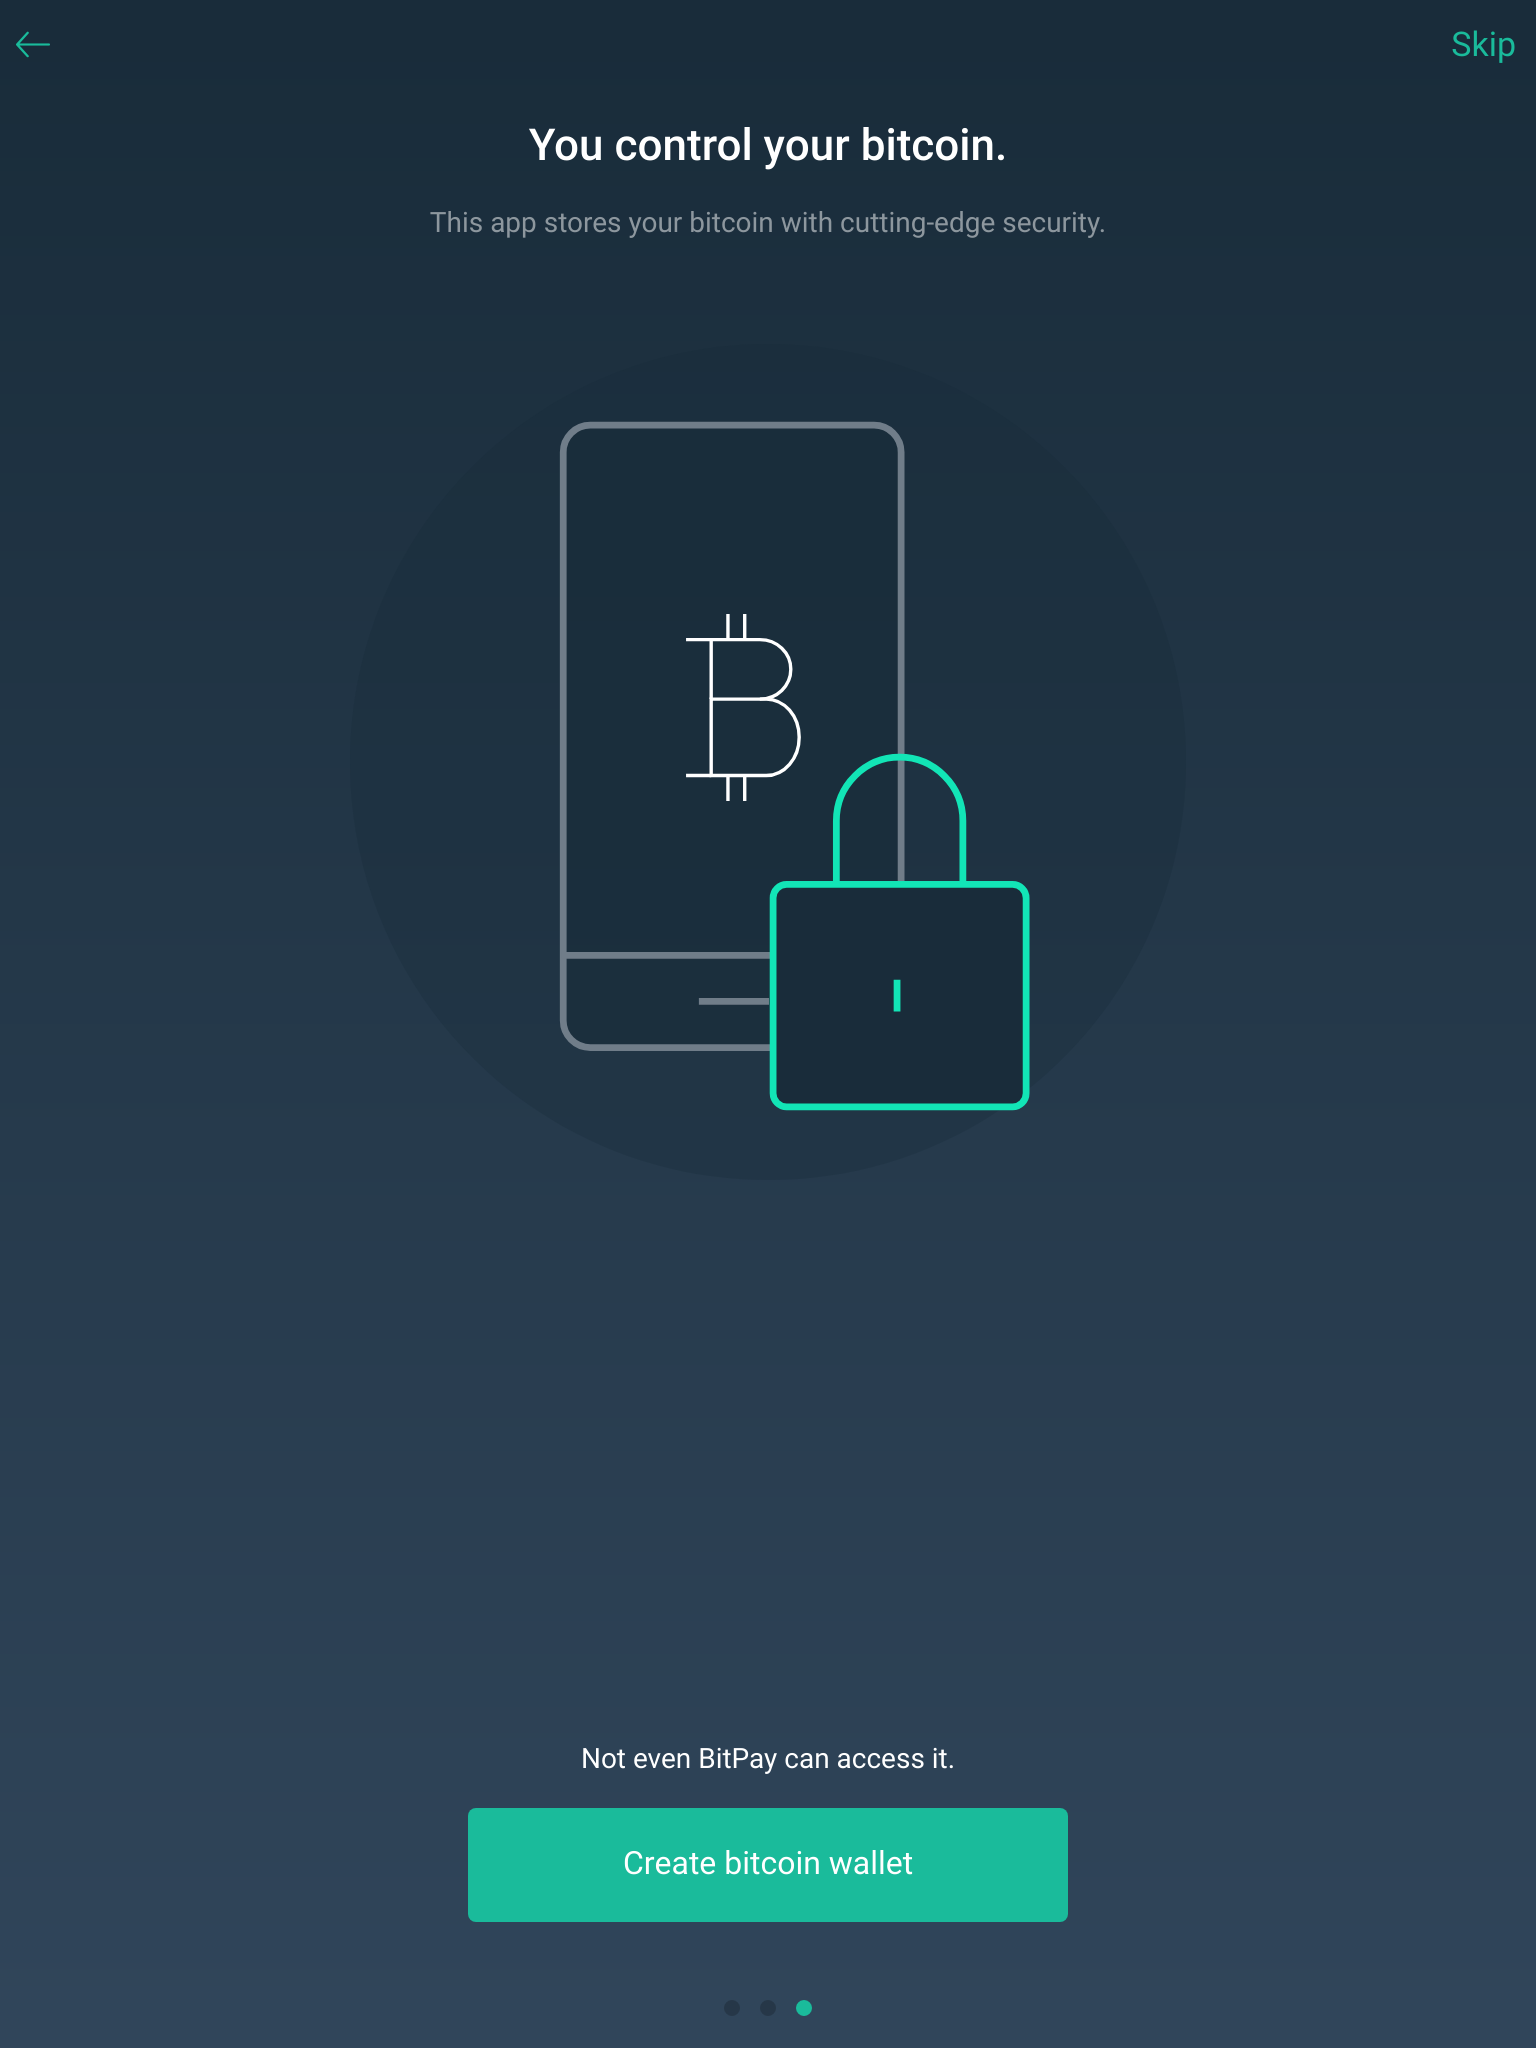 Skip
You control your bitcoin.
This app stores your bitcoin with cutting-edge security.
Not even BitPay can access it.
Create bitcoin wallet